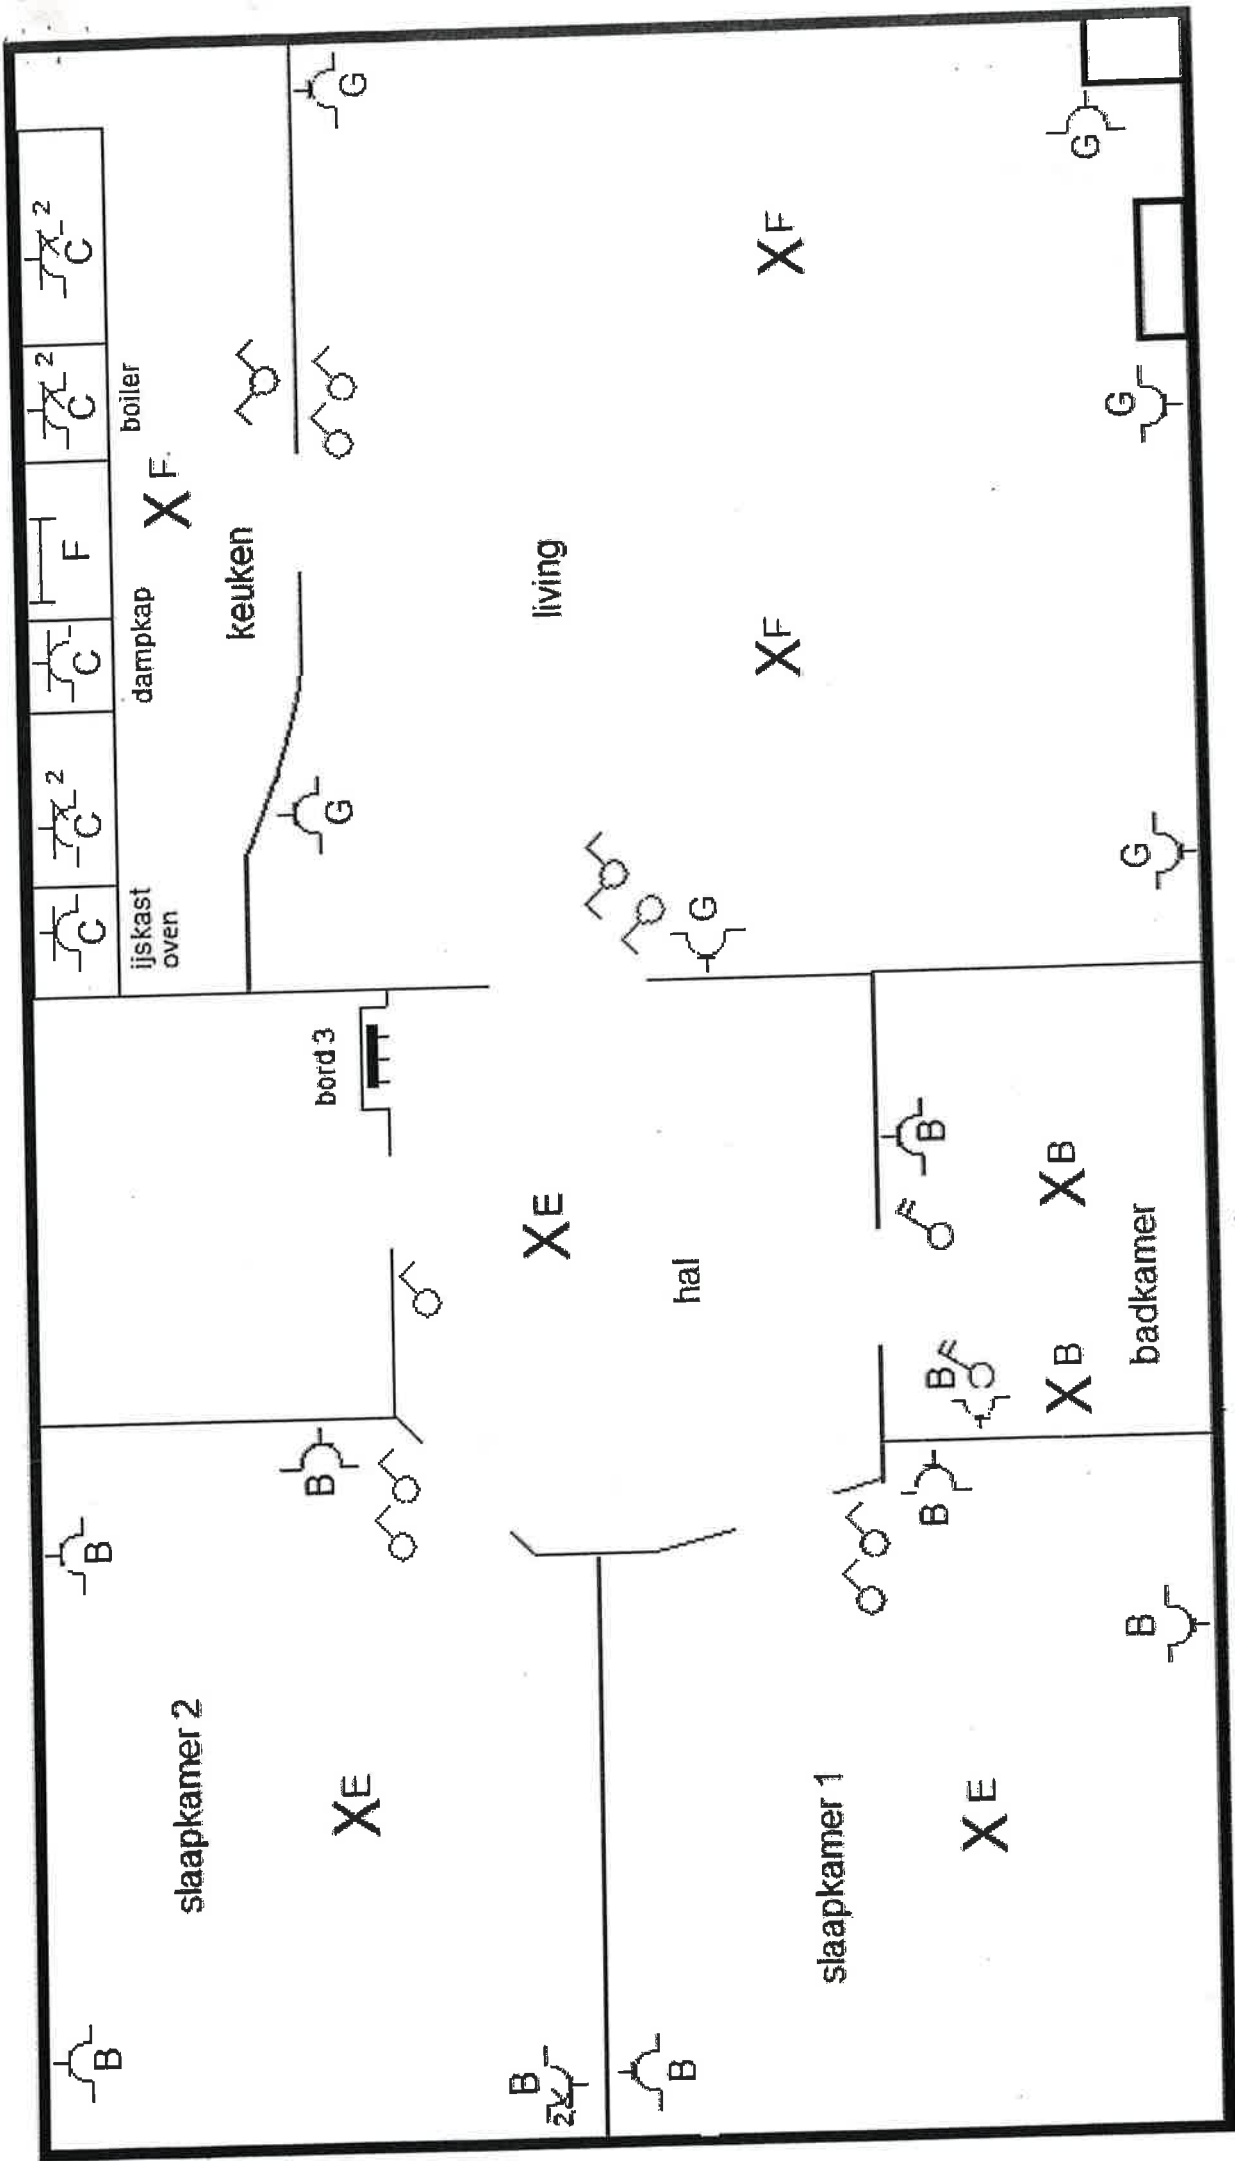 C 2
C 2
boiler
F
X F
C
dampkap
keuken
C 2
C
ijskast
oven
G
G
X F
G
living
X F
G
G
G
bord 3
X E
hal
B
X B
badkamer
B
X B
B
B
slaapkamer 2
X E
B
B 2
B
B
slaapkamer 1
X E
B